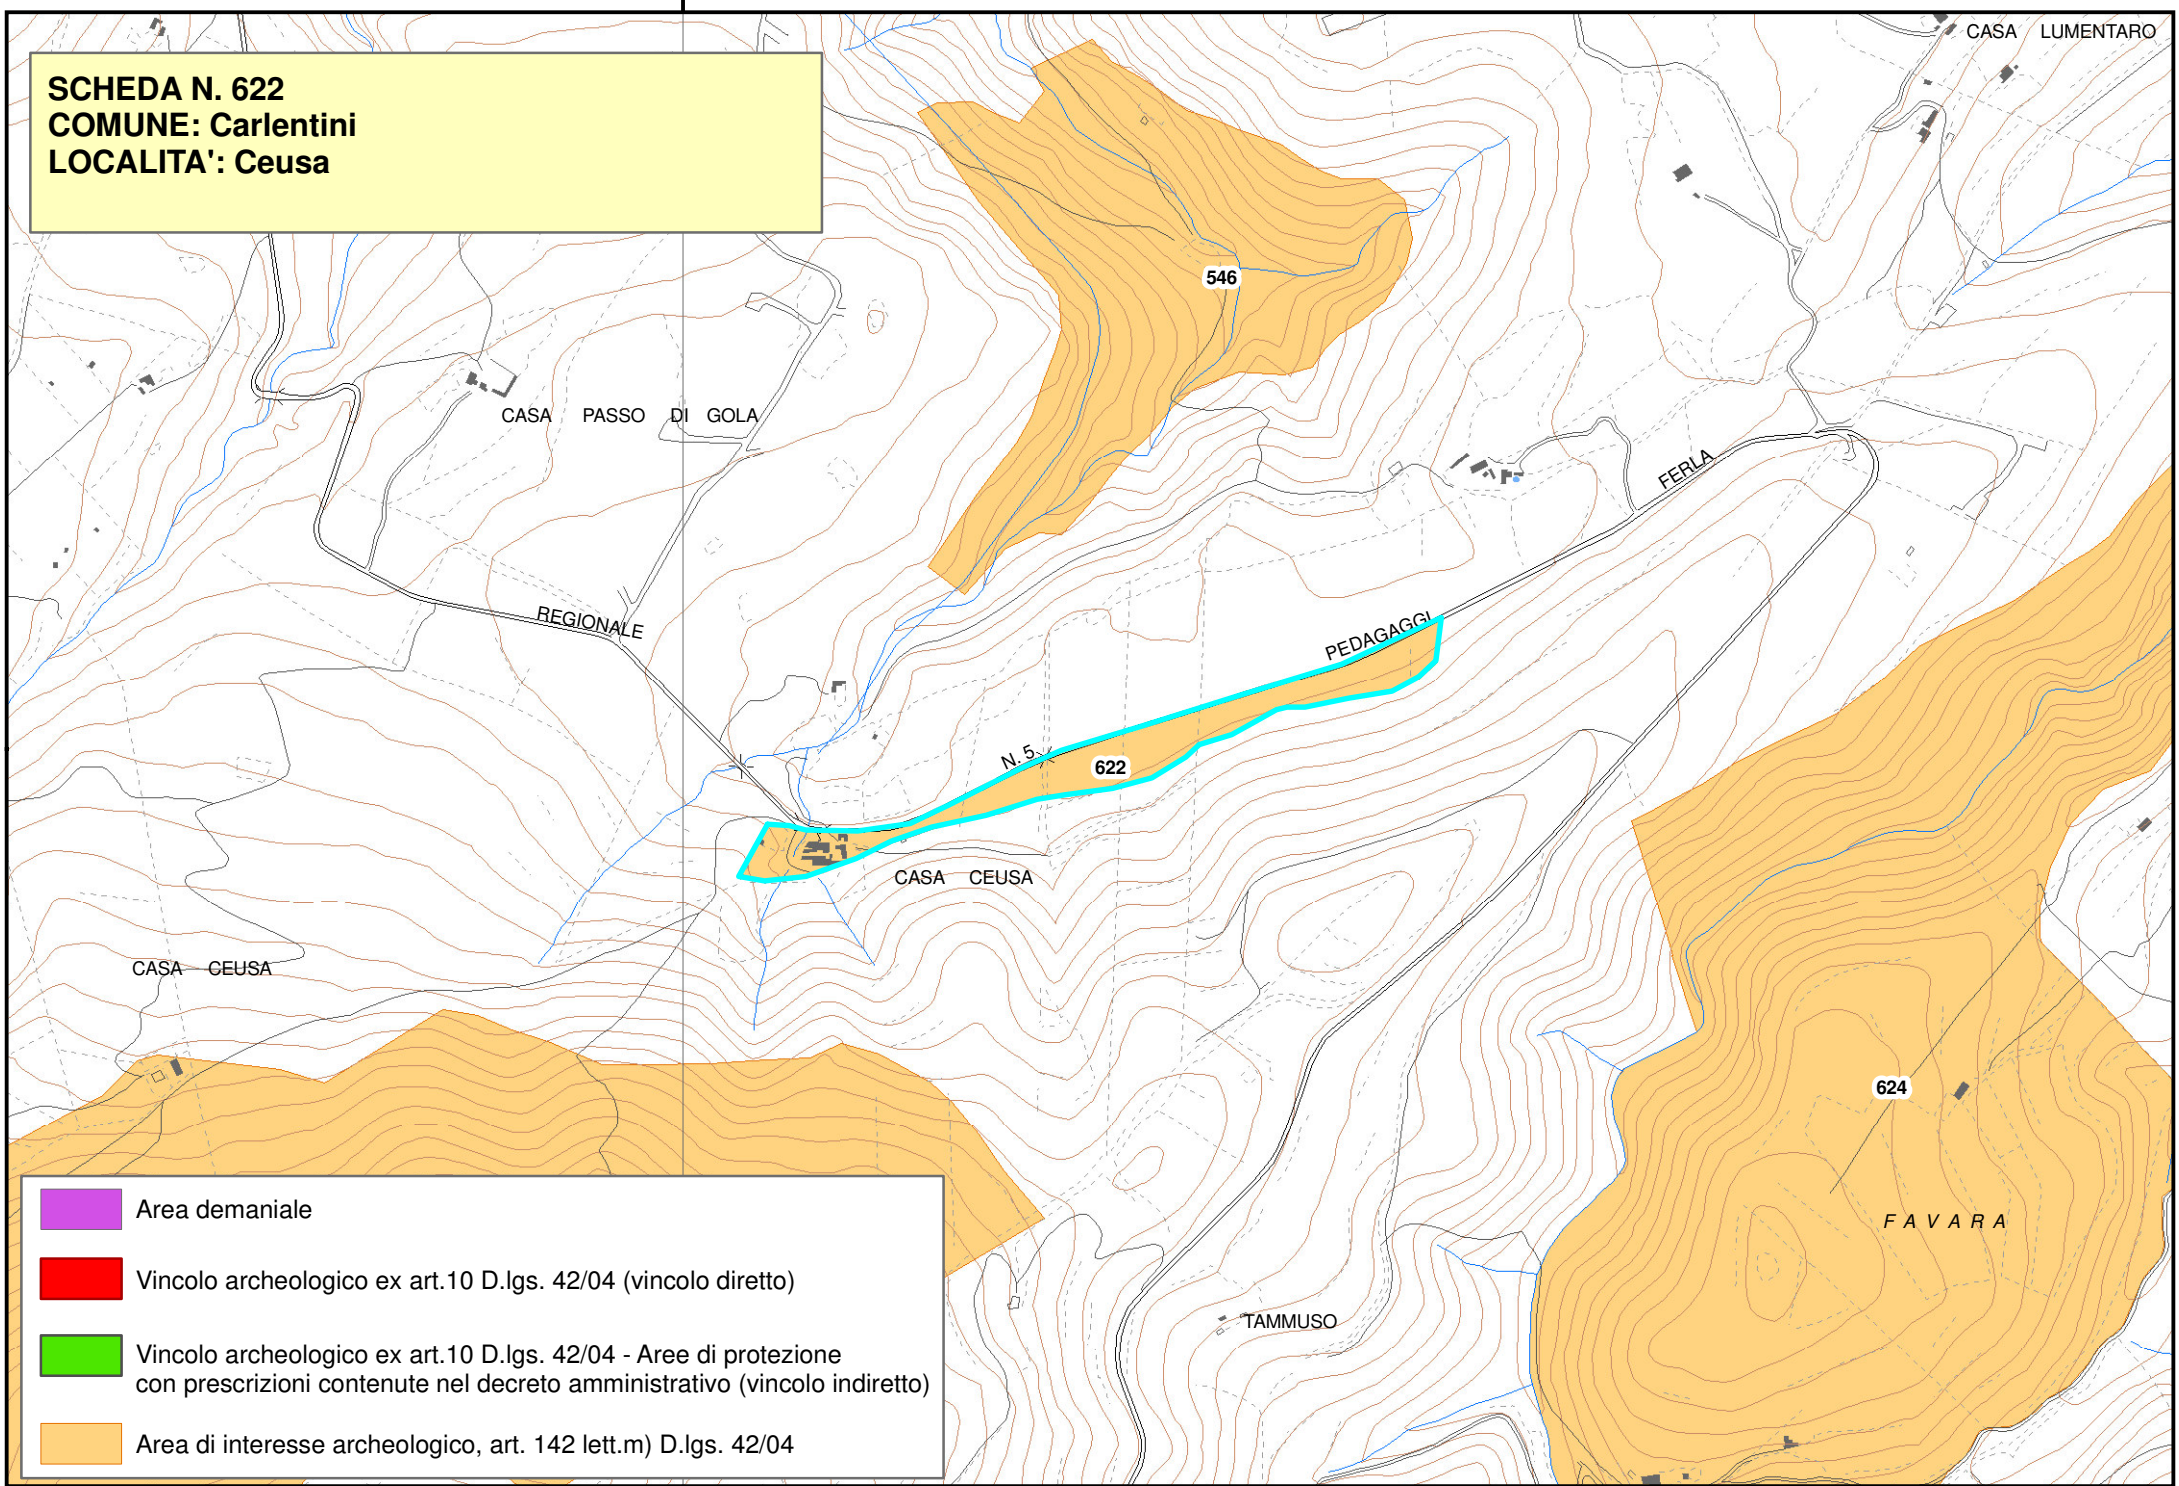 SCHEDA N. 622
COMUNE: Carlentini
LOCALITA': Ceusa
CASA LUMENTARO
546
CASA PASSO DI GOLA
FERLA
REGIONALE
PEDAGAGGI
N. 5
622
CASA CEUSA
CASA CEUSA
624
FAVARA
TAMMUSO
Area demaniale
Vincolo archeologico ex art.10 D.lgs. 42/04 (vincolo diretto)
Vincolo archeologico ex art.10 D.lgs. 42/04 - Aree di protezione
con prescrizioni contenute nel decreto amministrativo (vincolo indiretto)
Area di interesse archeologico, art. 142 lett.m) D.lgs. 42/04